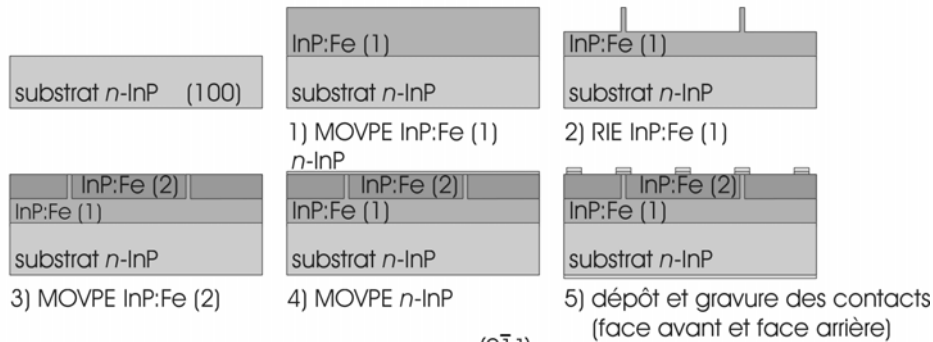 substrat n-InP (100)
InP:Fe (1)
substrat n-InP
1) MOVPE InP:Fe (1)
InP:Fe (1)
substrat n-InP
2) RIE InP:Fe (1)
InP:Fe (2)
InP:Fe (1)
substrat n-InP
3) MOVPE InP:Fe (2)
n-InP
InP:Fe (2)
InP:Fe (1)
substrat n-InP
4) MOVPE n-InP
InP:Fe (2)
InP:Fe (1)
substrat n-InP
5) dépôt et gravure des contacts
(face avant et face arrière)